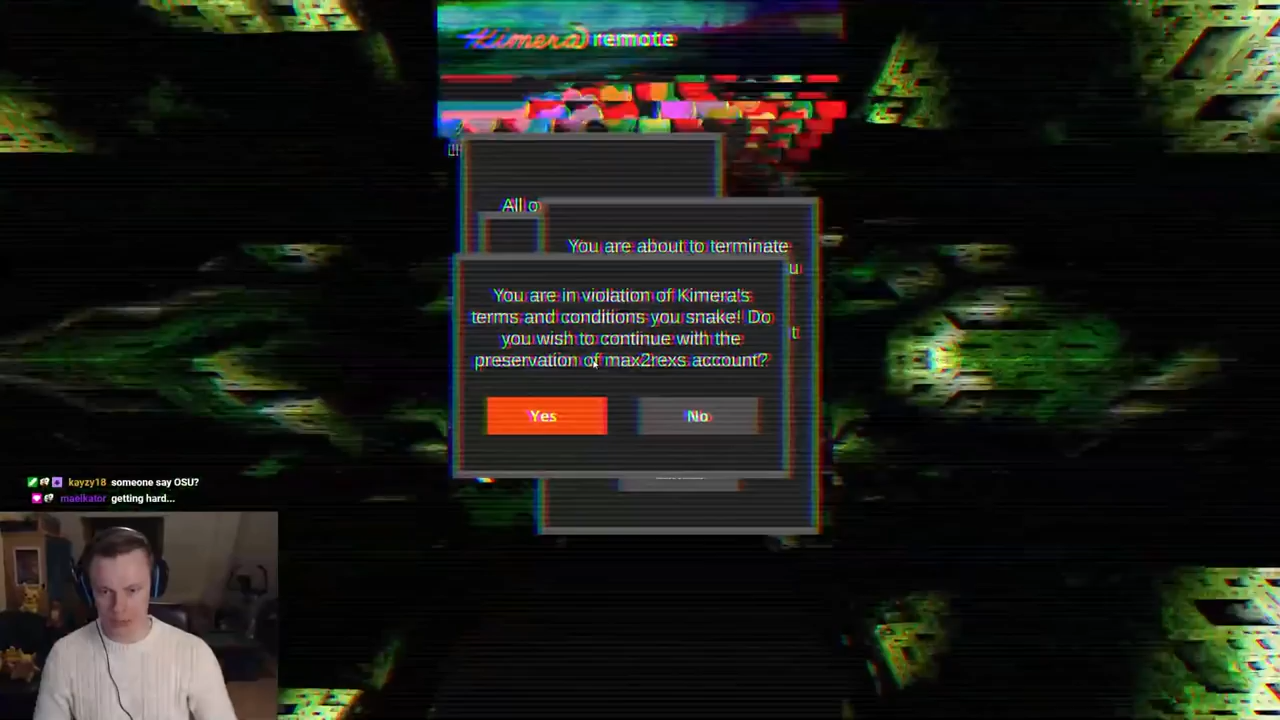 Kimera remote
All o
You are about to terminate
u
t
You are in violation of Kimera's
terms and conditions you snake! Do
you wish to continue with the
preservation of max2rexs account?
Yes
No
kayzy18 someone say OSU?
maelkator getting hard...